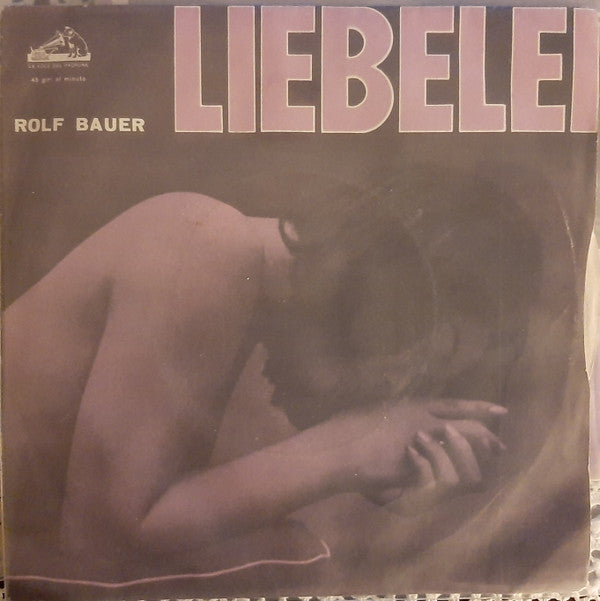 LIEBELEI
LA VOCE DEL PADRONE
45 giri al minuto
ROLF BAUER